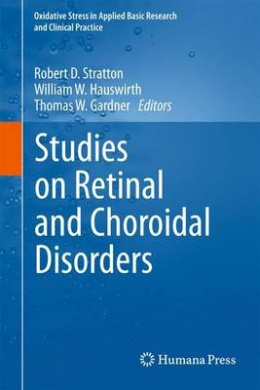 Oxidative Stress in Applied Basic Research
and Clinical Practice
Robert D. Stratton
William W. Hauswirth
Thomas W. Gardner Editors
Studies
on Retinal
and Choroidal
Disorders
Humana Press